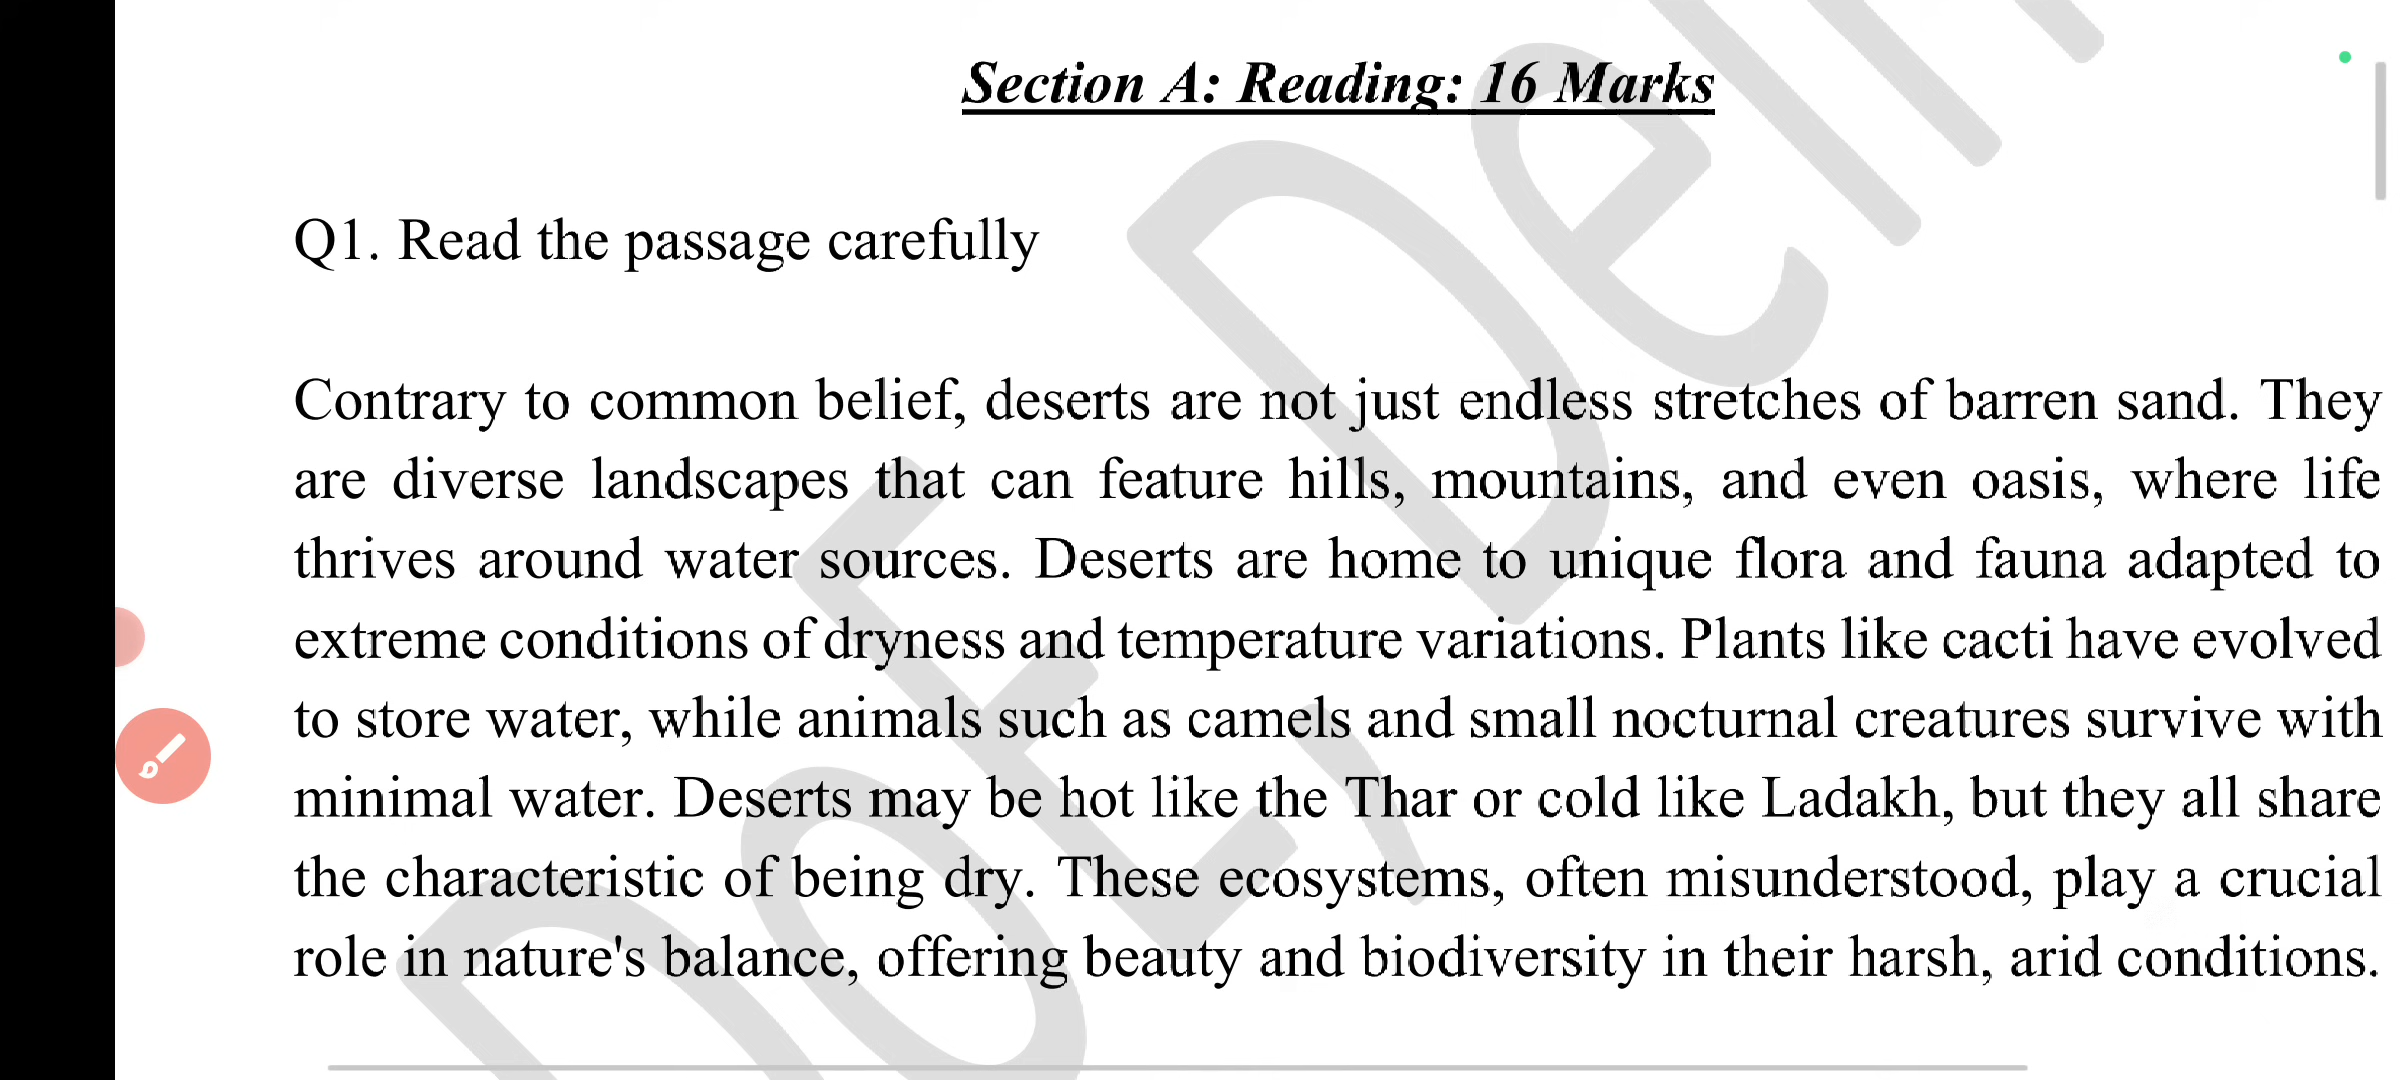 Section A: Reading: 16 Marks
Q1. Read the passage carefully
Contrary to common belief, deserts are not just endless stretches of barren sand. They
are diverse landscapes that can feature hills, mountains, and even oasis, where life
thrives around water sources. Deserts are home to unique flora and fauna adapted to
extreme conditions of dryness and temperature variations. Plants like cacti have evolved
to store water, while animals such as camels and small nocturnal creatures survive with
minimal water. Deserts may be hot like the Thar or cold like Ladakh, but they all share
the characteristic of being dry. These ecosystems, often misunderstood, play a crucial
role in nature's balance, offering beauty and biodiversity in their harsh, arid conditions.
DoE, Delh